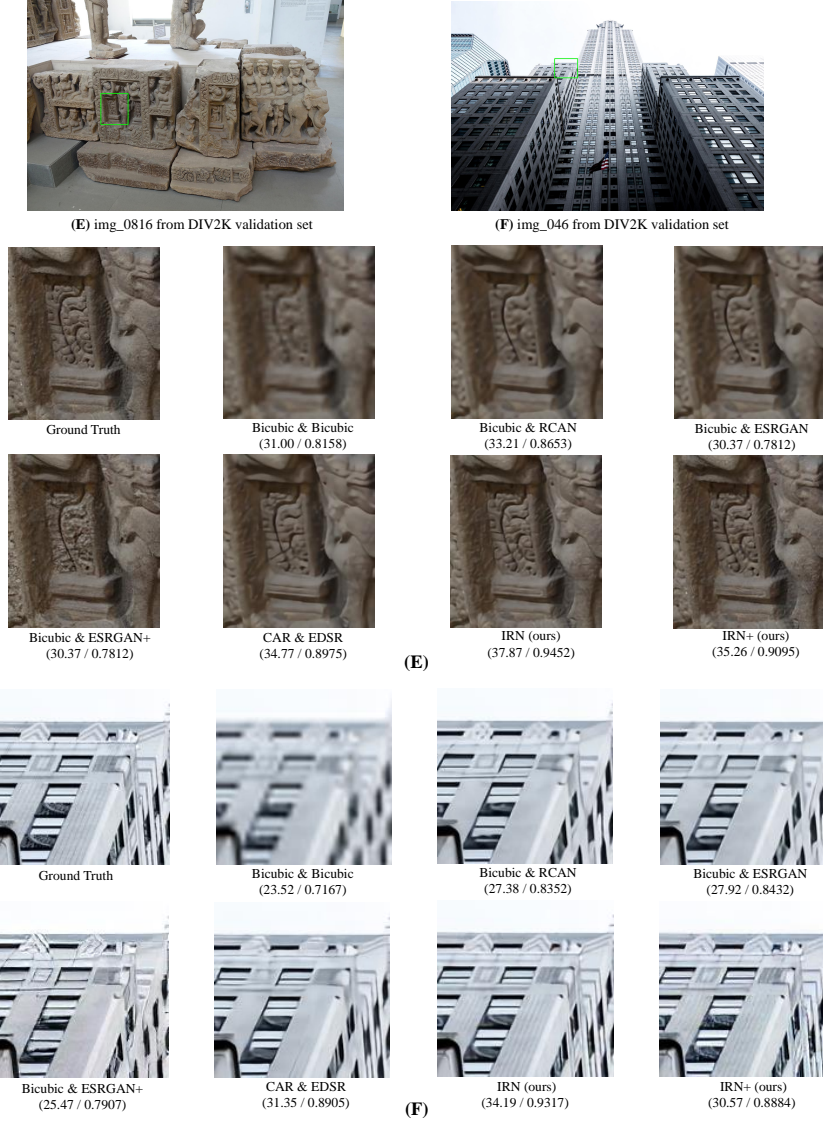 (E) img_0816 from DIV2K validation set
(F) img_046 from DIV2K validation set
Ground Truth
Bicubic & Bicubic
(31.00 / 0.8158)
Bicubic & RCAN
(33.21 / 0.8653)
Bicubic & ESRGAN
(30.37 / 0.7812)
Bicubic & ESRGAN+
(30.37 / 0.7812)
CAR & EDSR
(34.77 / 0.8975)
IRN (ours)
(37.87 / 0.9452)
IRN+ (ours)
(35.26 / 0.9095)
(E)
Ground Truth
Bicubic & Bicubic
(23.52 / 0.7167)
Bicubic & RCAN
(27.38 / 0.8352)
Bicubic & ESRGAN
(27.92 / 0.8432)
Bicubic & ESRGAN+
(25.47 / 0.7907)
CAR & EDSR
(31.35 / 0.8905)
IRN (ours)
(34.19 / 0.9317)
IRN+ (ours)
(30.57 / 0.8884)
(F)